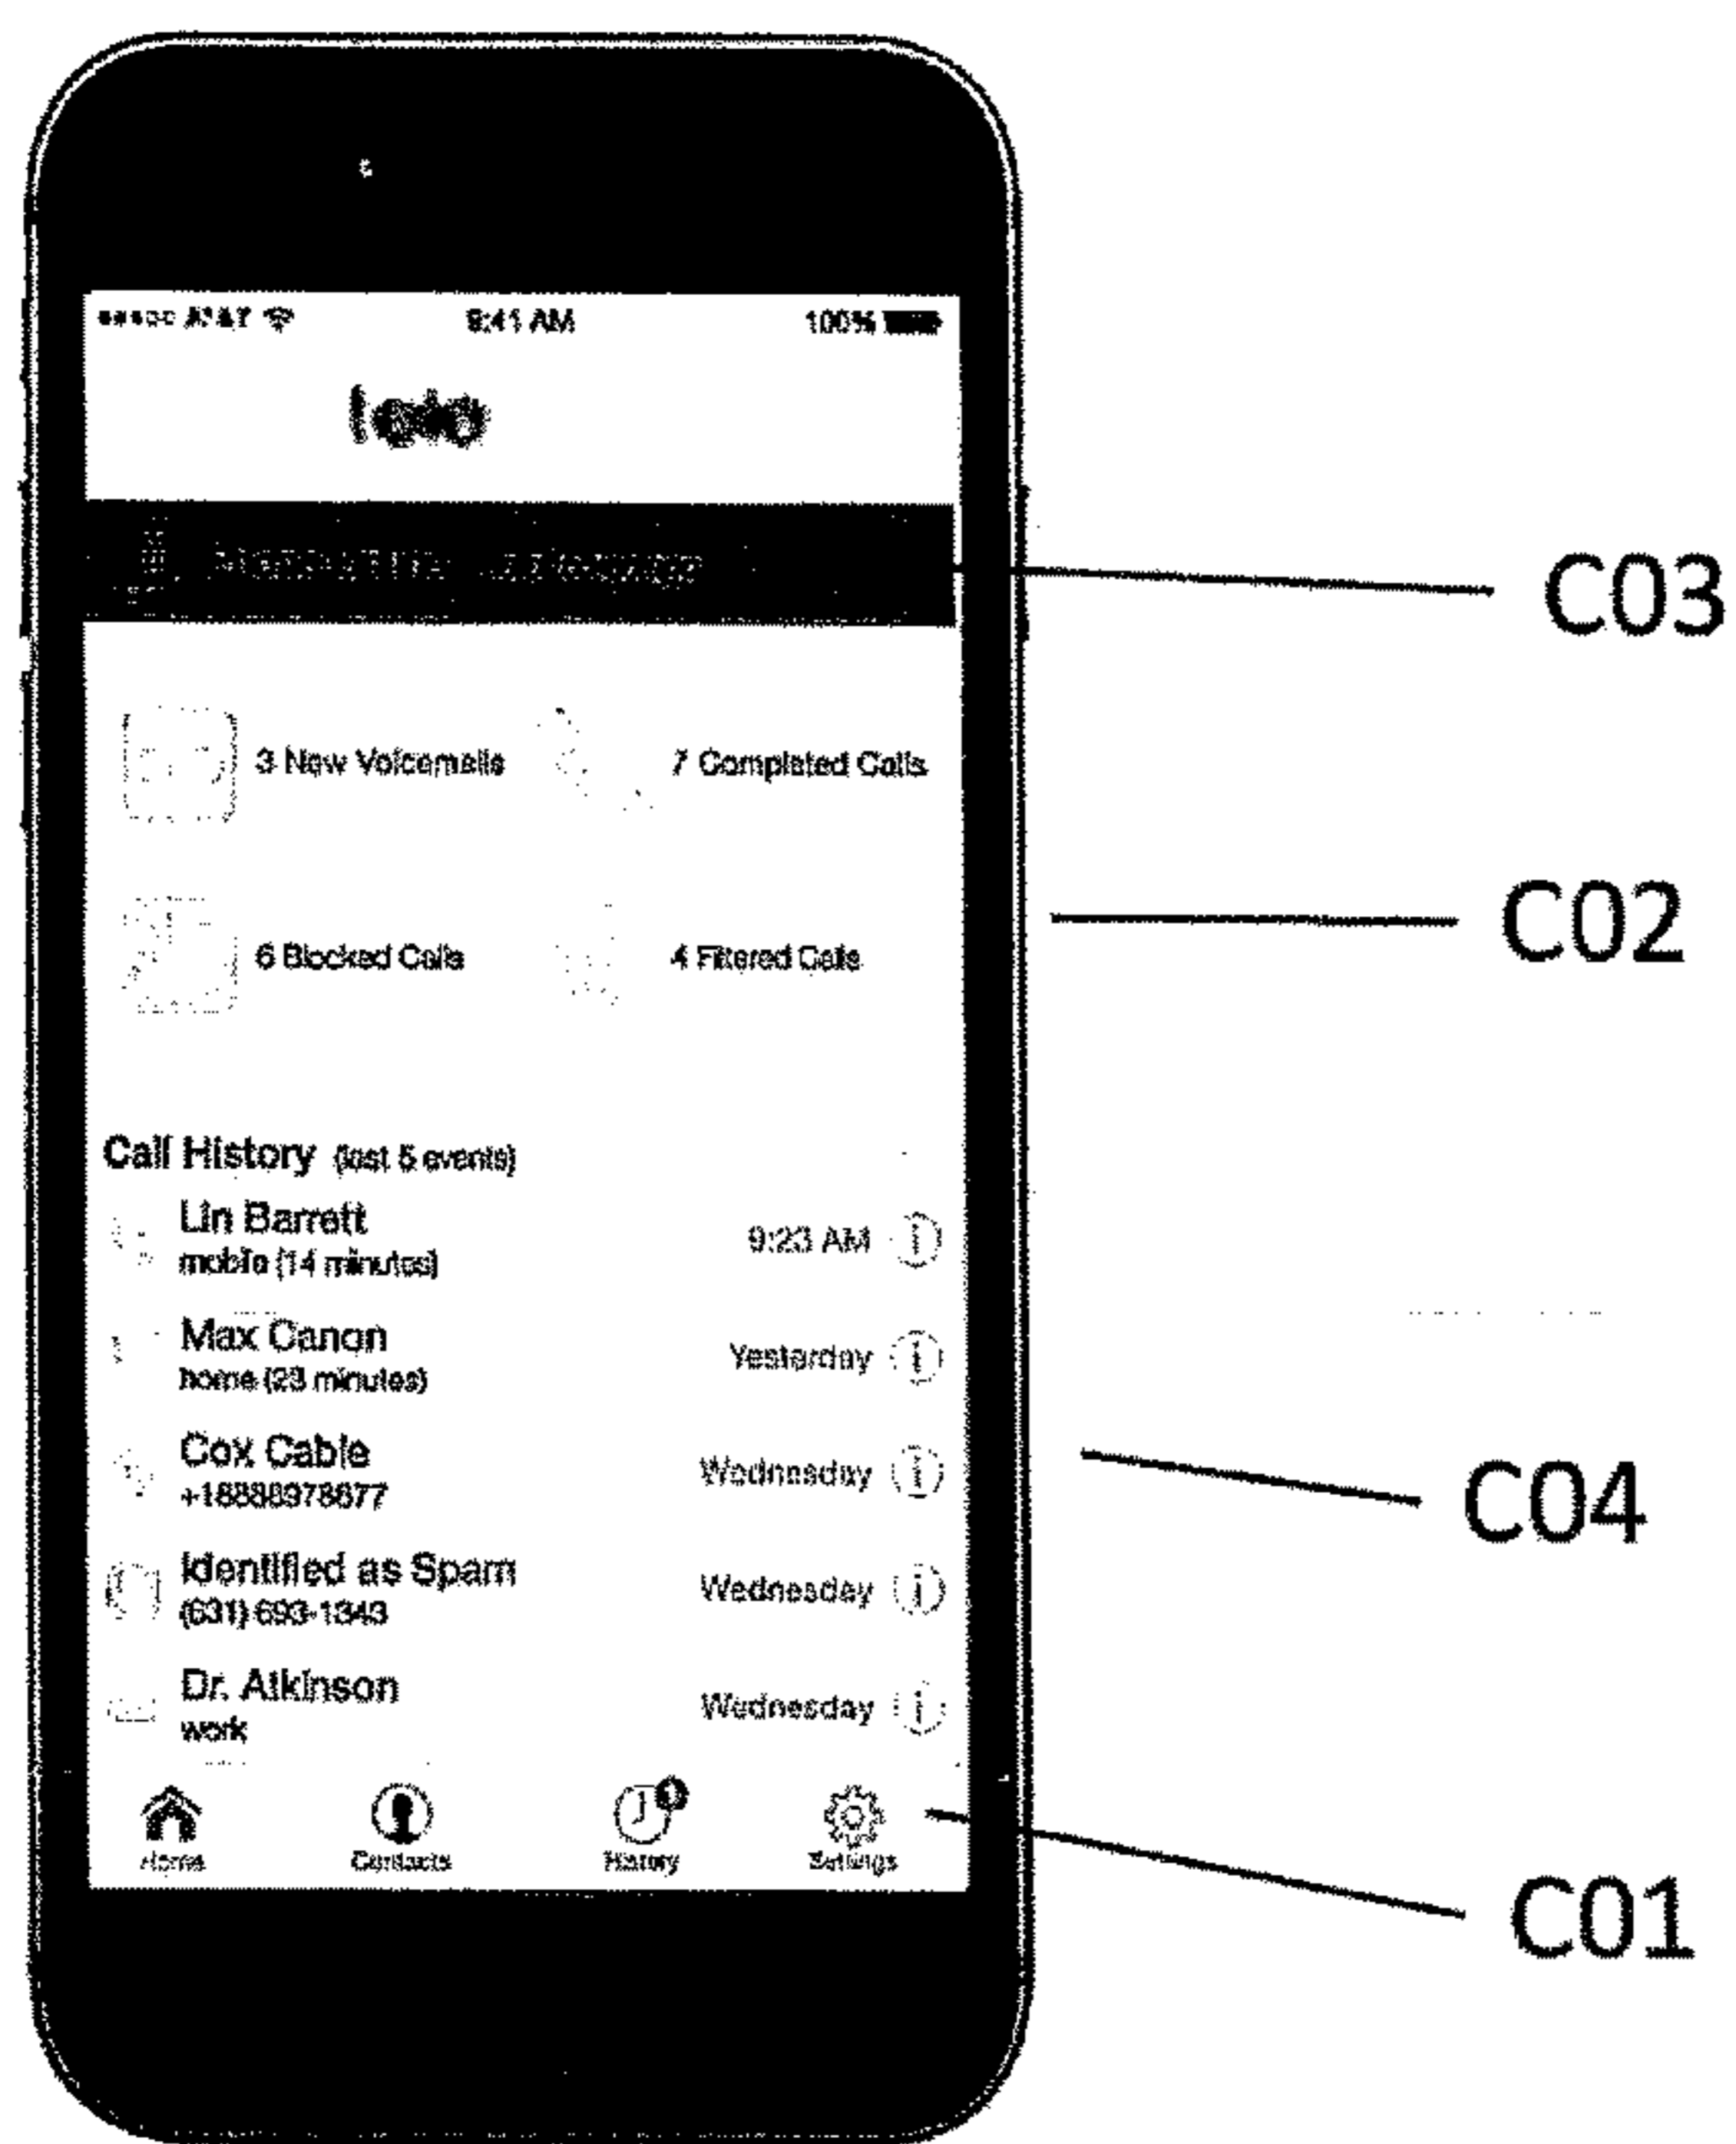 AT&T 9:41 AM 100%
C03
3 New Voicemails 7 Completed Calls
C02
6 Blocked Calls 4 Filtered Calls
Call History (last 5 events)
Lin Barrett
mobile (14 minutes) 9:23 AM
Max Canon
home (23 minutes) Yesterday
Cox Cable
Wednesday
C04
Identified as Spam
(631) 693-1343 Wednesday
Dr. Atkinson
work Wednesday
Home Contacts History Settings
C01